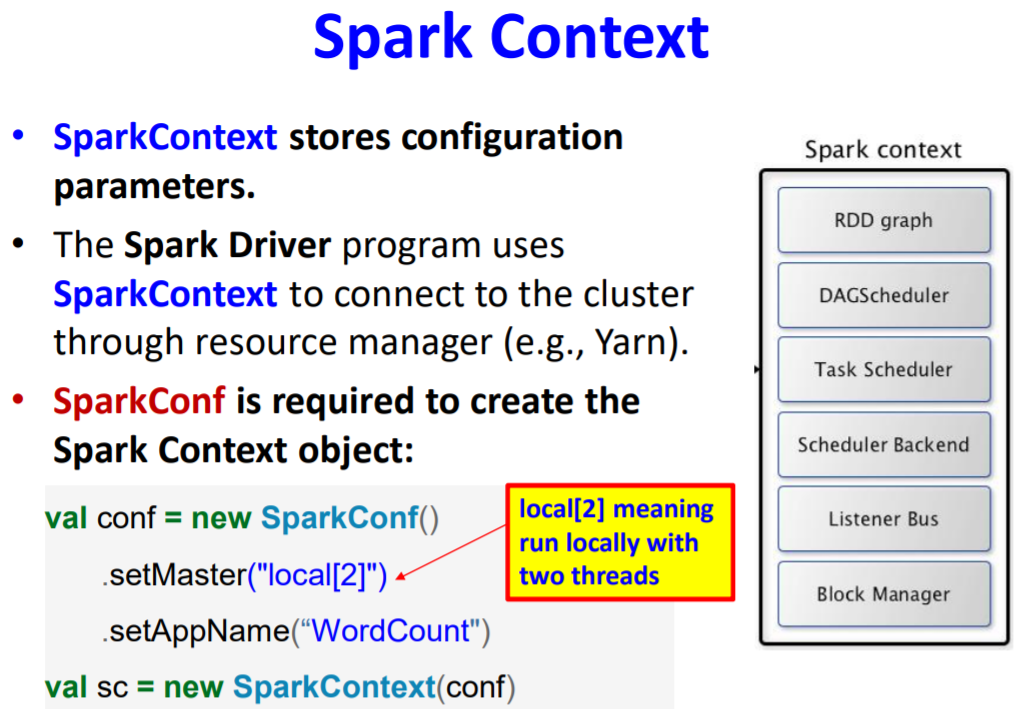 Spark Context
• SparkContext stores configuration
parameters.
• The Spark Driver program uses
SparkContext to connect to the cluster
through resource manager (e.g., Yarn).
• SparkConf is required to create the
Spark Context object:
val conf = new SparkConf()
.setMaster("local[2]")
.setAppName(“WordCount")
val sc = new SparkContext(conf)
local[2] meaning
run locally with
two threads
Spark context
RDD graph
DAGScheduler
Task Scheduler
Scheduler Backend
Listener Bus
Block Manager